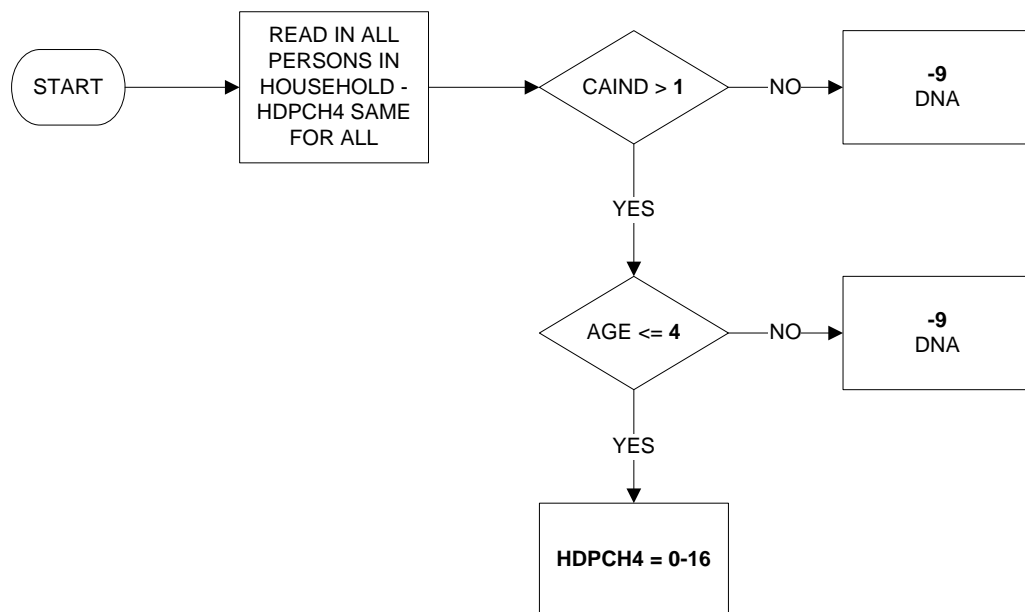 START
READ IN ALL
PERSONS IN
HOUSEHOLD -
HDPCH4 SAME
FOR ALL
CAIND > 1
NO
-9
DNA
YES
AGE <= 4
NO
-9
DNA
YES
HDPCH4 = 0-16